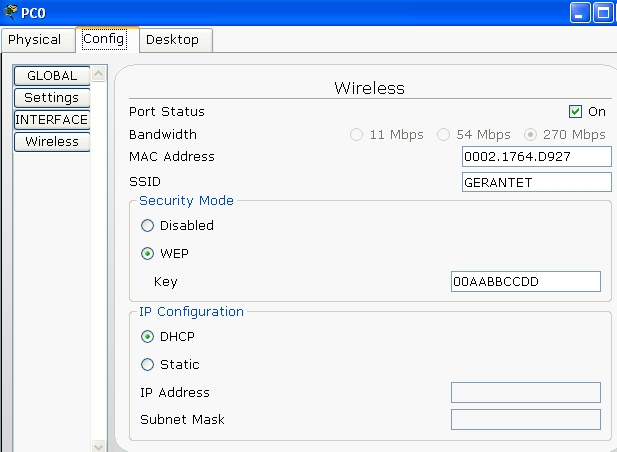 PC0
Physical Config Desktop
GLOBAL
Settings
INTERFACE
Wireless
Wireless
Port Status On
Bandwidth 11 Mbps 54 Mbps 270 Mbps
MAC Address 0002.1764.D927
SSID GERANTET
Security Mode
Disabled
WEP
Key 00AABBCCDD
IP Configuration
DHCP
Static
IP Address
Subnet Mask